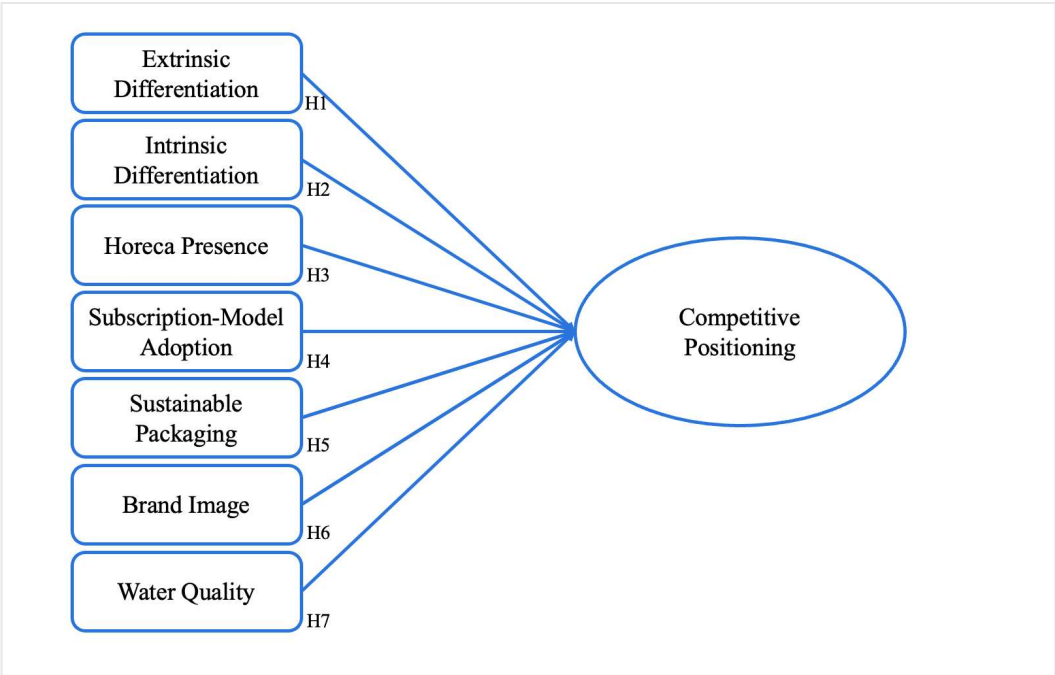 Extrinsic
Differentiation
H1
Intrinsic
Differentiation
H2
Horeca Presence
H3
Subscription-Model
Adoption
H4
Sustainable
Packaging
H5
Brand Image
H6
Water Quality
H7
Competitive
Positioning